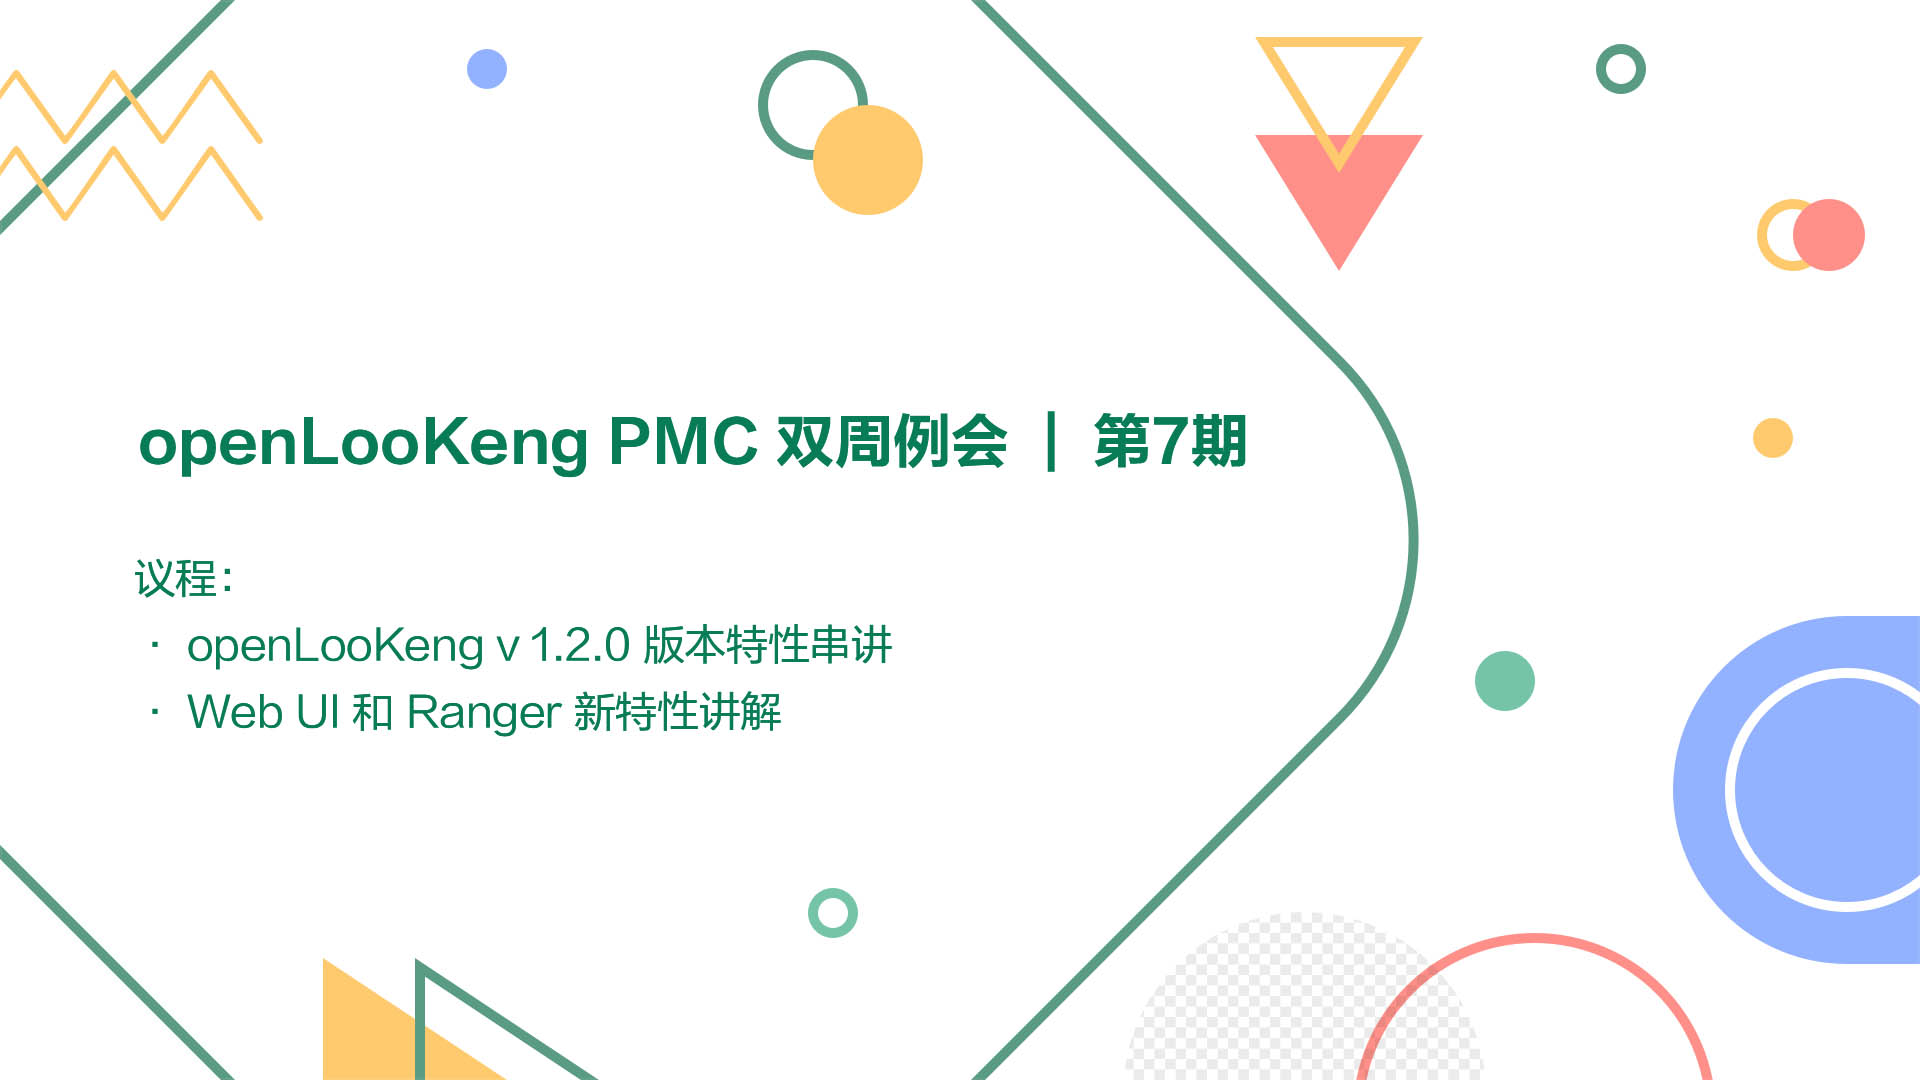 openLooKeng PMC 双周例会 | 第7期
议程：
· openLooKeng v 1.2.0 版本特性串讲
· Web UI 和 Ranger 新特性讲解